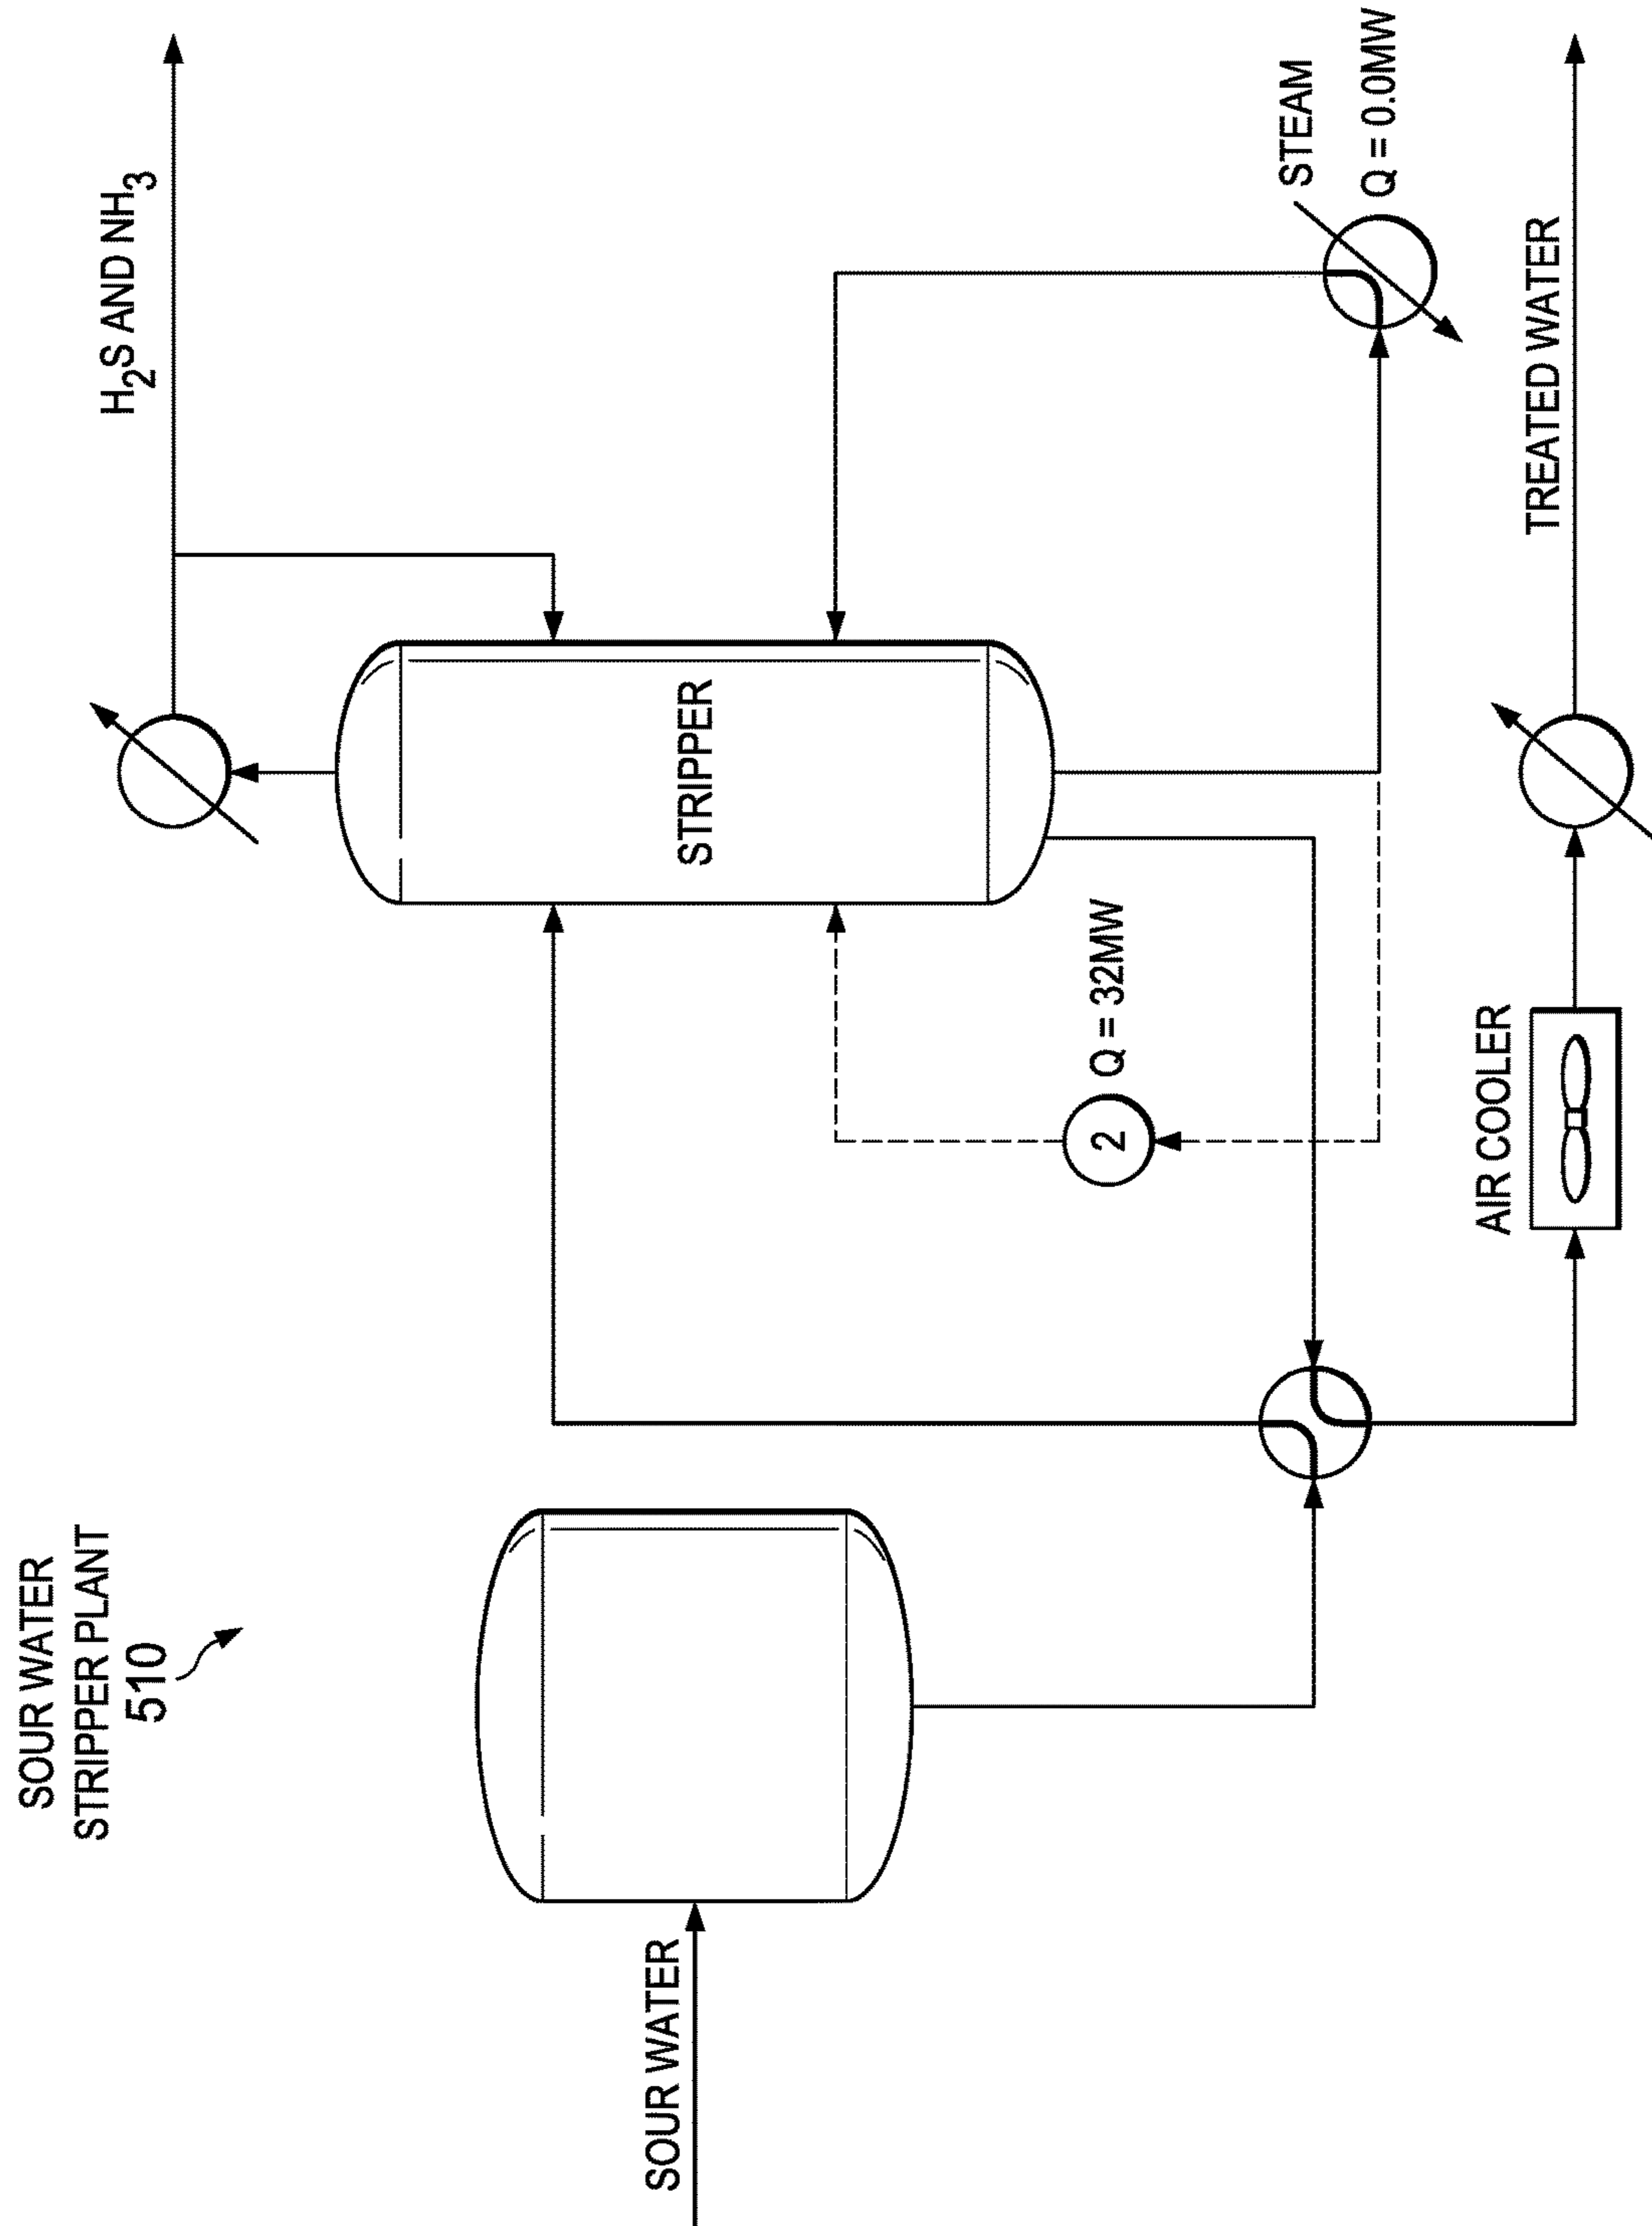 SOUR WATER
STRIPPER PLANT
510
H₂S AND NH₃
STRIPPER
STEAM
Q = 0.0MW
Q = 32MW
2
SOUR WATER
AIR COOLER
TREATED WATER